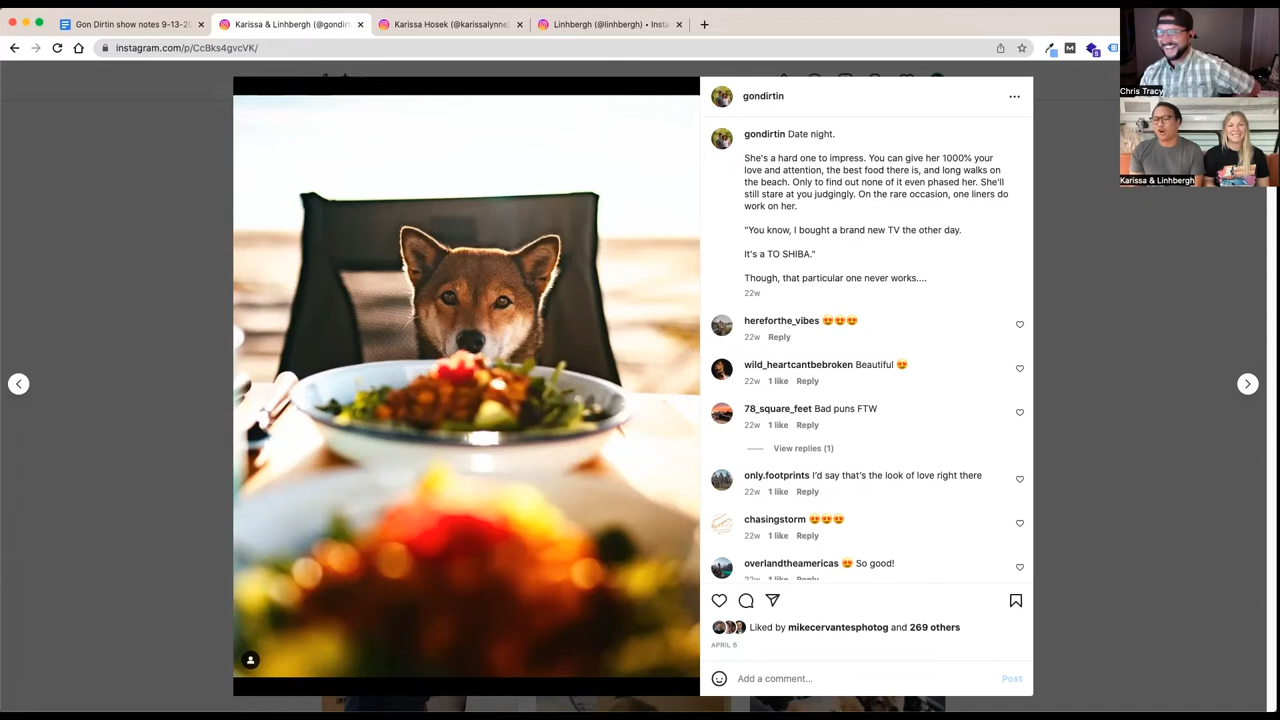 Gon Dirtin show notes 9-13-20
Karissa & Linhbergh (@gondirt
Karissa Hosek (@karissalynne
Linhbergh (@linhbergh) • Insta
instagram.com/p/CcBks4gvcVK/
Chris Tracy
Karissa & Linhbergh
gondirtin
gondirtin Date night.
She's a hard one to impress. You can give her 1000% your
love and attention, the best food there is, and long walks on
the beach. Only to find out none of it even phased her. She'll
still stare at you judgingly. On the rare occasion, one liners do
work on her.
"You know, I bought a brand new TV the other day.
It's a TO SHIBA."
Though, that particular one never works....
22w
hereforthe_vibes 😍😍😍
22w Reply
wild_heartcantbebroken Beautiful 😍
22w 1 like Reply
78_square_feet Bad puns FTW
22w 1 like Reply
View replies (1)
only.footprints I'd say that's the look of love right there
22w 1 like Reply
chasingstorm 😍😍😍
22w 1 like Reply
overlandtheamericas 😍 So good!
22w 1 like Reply
Liked by mikecervantesphotog and 269 others
APRIL 6
Add a comment...
Post